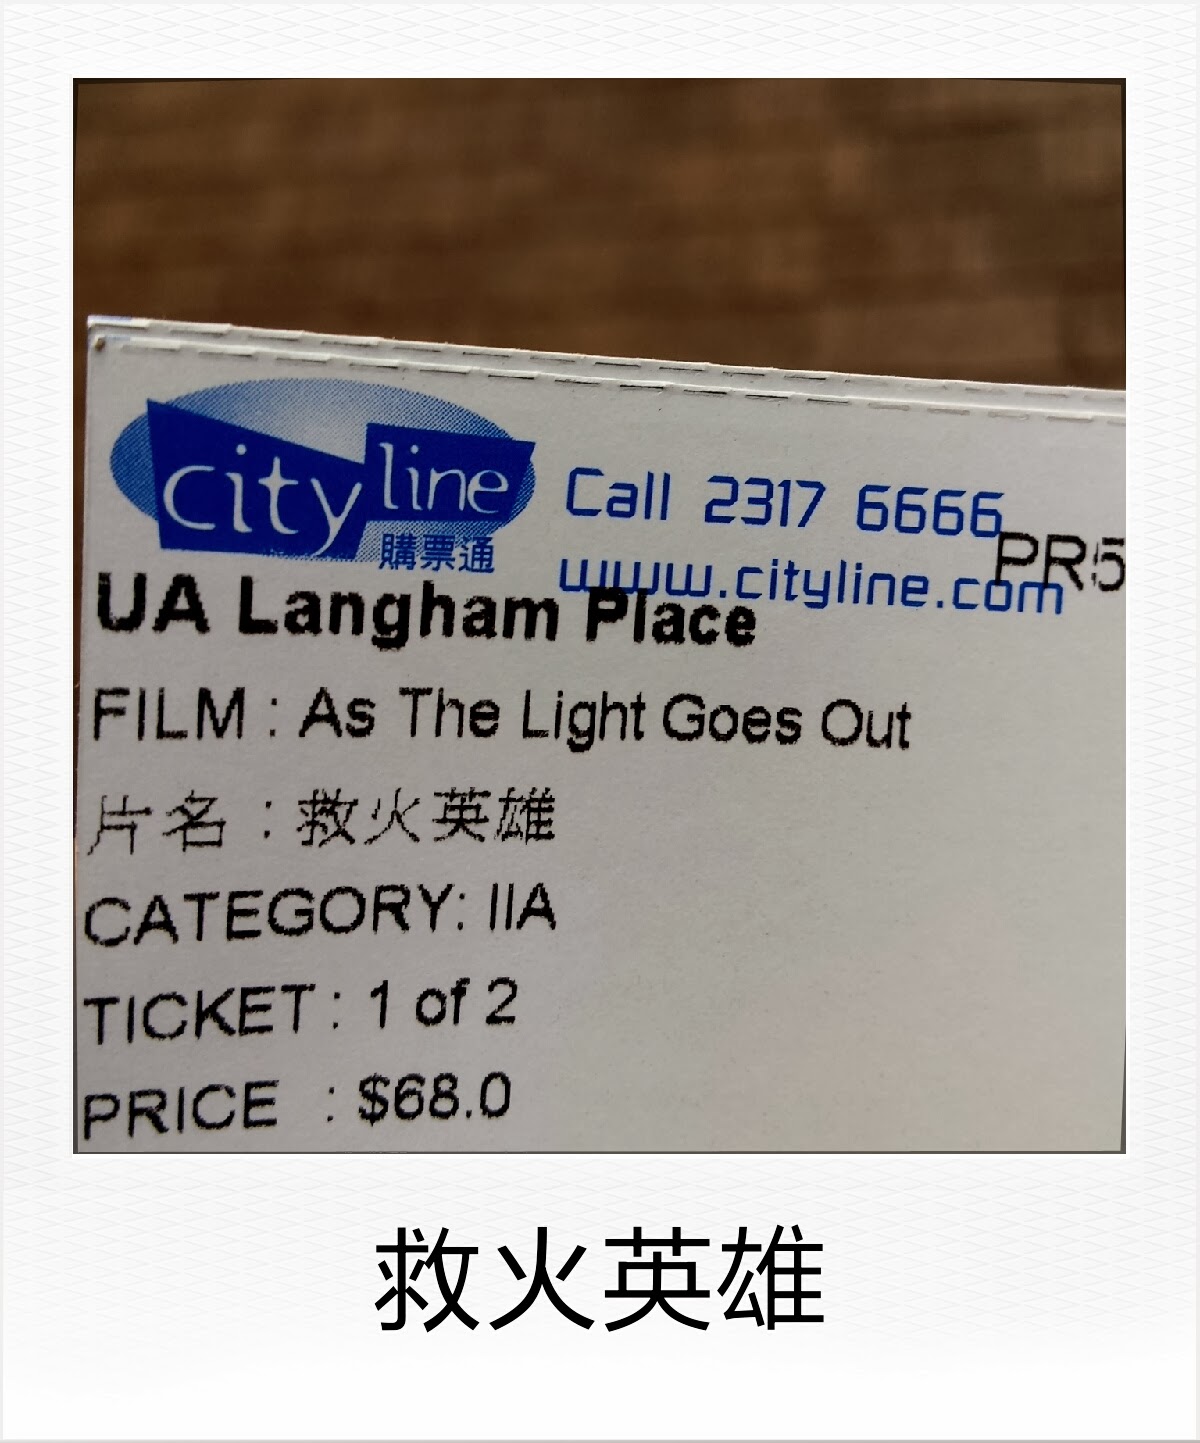 city line
購票通
Call 2317 6666
www.cityline.com
PR5
UA Langham Place
FILM : As The Light Goes Out
片名 : 救火英雄
CATEGORY: IIA
TICKET : 1 of 2
PRICE : $68.0
救火英雄